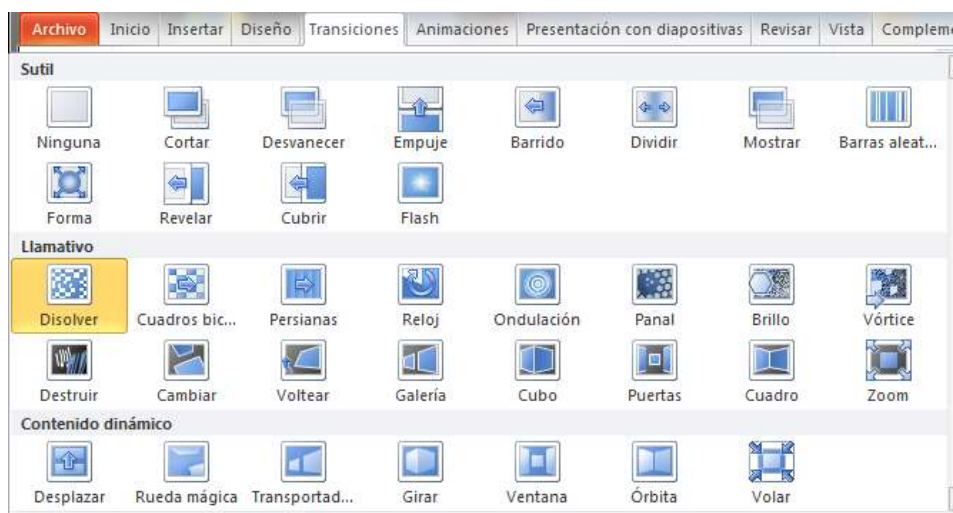 Archivo Inicio Insertar Diseño Transiciones Animaciones Presentación con diapositivas Revisar Vista Compleme
Sutil
Ninguna Cortar Desvanecer Empuje Barrido Dividir Mostrar Barras aleat...
Forma Revelar Cubrir Flash
Llamativo
Disolver Cuadros bic... Persianas Reloj Ondulación Panal Brillo Vórtice
Destruir Cambiar Voltear Galería Cubo Puertas Cuadro Zoom
Contenido dinámico
Desplazar Rueda mágica Transportad... Girar Ventana Órbita Volar